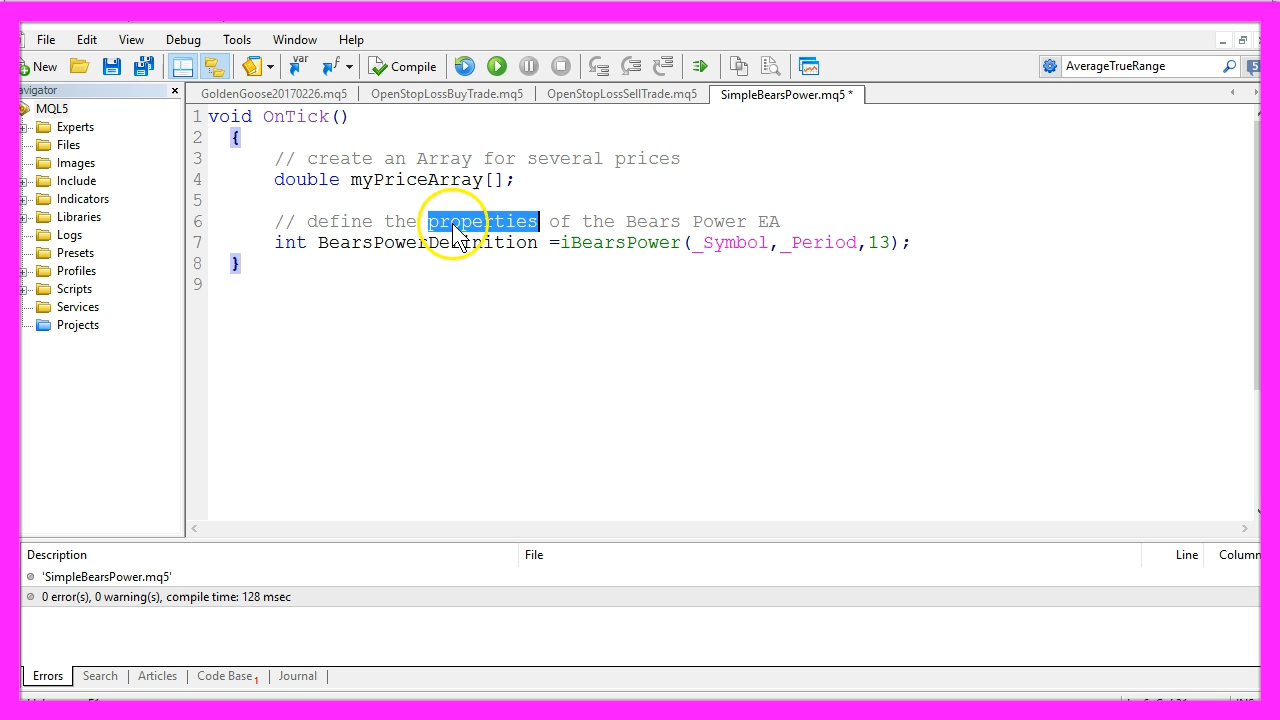 File Edit View Debug Tools Window Help
New Compile AverageTrueRange 5
avigator
GoldenGoose20170226.mq5 OpenStopLossBuyTrade.mq5 OpenStopLossSellTrade.mq5 SimpleBearsPower.mq5 *
MQL5
Experts
Files
Images
Include
Indicators
Libraries
Logs
Presets
Profiles
Scripts
Services
Projects
1 void OnTick()
2 {
3 // create an Array for several prices
4 double myPriceArray[];
5
6 // define the properties of the Bears Power EA
7 int BearsPowerDefinition =iBearsPower(_Symbol,_Period,13);
8 }
9
Description File Line Column
'SimpleBearsPower.mq5'
0 error(s), 0 warning(s), compile time: 128 msec
Errors Search Articles Code Base 1 Journal